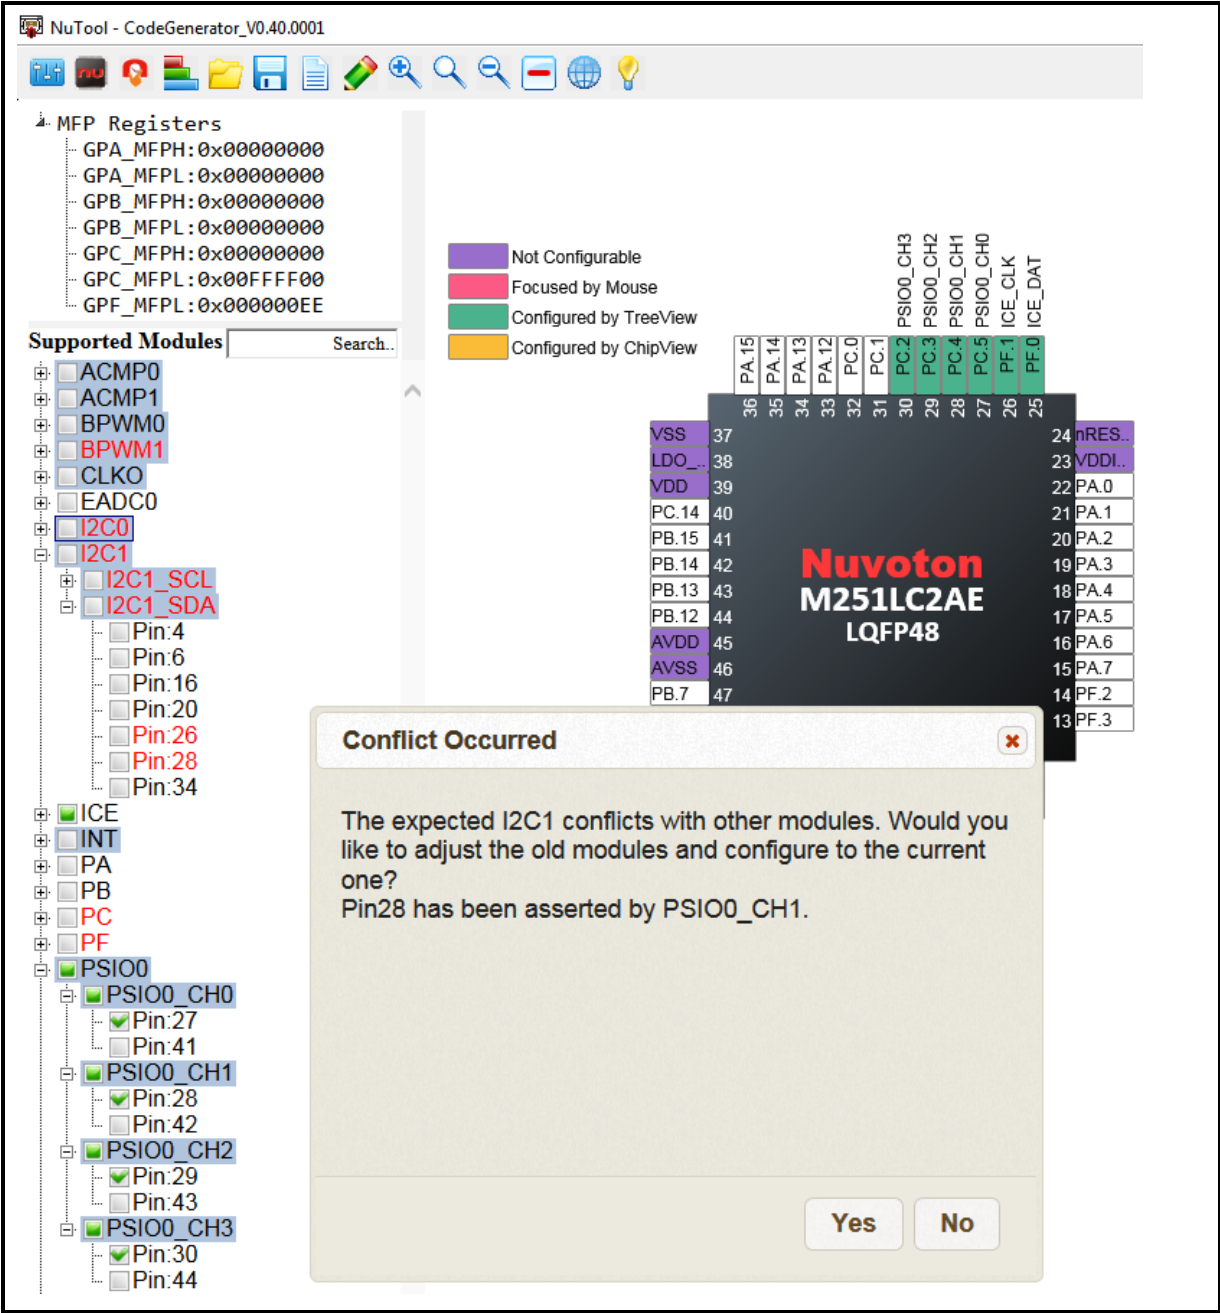 NuTool - CodeGenerator_V0.40.0001
MFP Registers
GPA_MFPH:0x00000000
GPA_MFPL:0x00000000
GPB_MFPH:0x00000000
GPB_MFPL:0x00000000
GPC_MFPH:0x00000000
GPC_MFPL:0x00FFFF00
GPF_MFPL:0x000000EE
Supported Modules
Search..
ACMP0
ACMP1
BPWM0
BPWM1
CLKO
EADC0
I2C0
I2C1
I2C1_SCL
I2C1_SDA
Pin:4
Pin:6
Pin:16
Pin:20
Pin:26
Pin:28
Pin:34
ICE
INT
PA
PB
PC
PF
PSIO0
PSIO0_CH0
Pin:27
Pin:41
PSIO0_CH1
Pin:28
Pin:42
PSIO0_CH2
Pin:29
Pin:43
PSIO0_CH3
Pin:30
Pin:44
Not Configurable
Focused by Mouse
Configured by TreeView
Configured by ChipView
PSIO0_CH3
PSIO0_CH2
PSIO0_CH1
PSIO0_CH0
ICE_CLK
ICE_DAT
PA.15
PA.14
PA.13
PA.12
PC.0
PC.1
PC.2
PC.3
PC.4
PC.5
PF.1
PF.0
36
35
34
33
32
31
30
29
28
27
26
25
VSS 37
LDO_.. 38
VDD 39
PC.14 40
PB.15 41
PB.14 42
PB.13 43
PB.12 44
AVDD 45
AVSS 46
PB.7 47
Nuvoton
M251LC2AE
LQFP48
24 nRES..
23 VDDI..
22 PA.0
21 PA.1
20 PA.2
19 PA.3
18 PA.4
17 PA.5
16 PA.6
15 PA.7
14 PF.2
13 PF.3
Conflict Occurred
The expected I2C1 conflicts with other modules. Would you
like to adjust the old modules and configure to the current
one?
Pin28 has been asserted by PSIO0_CH1.
Yes
No